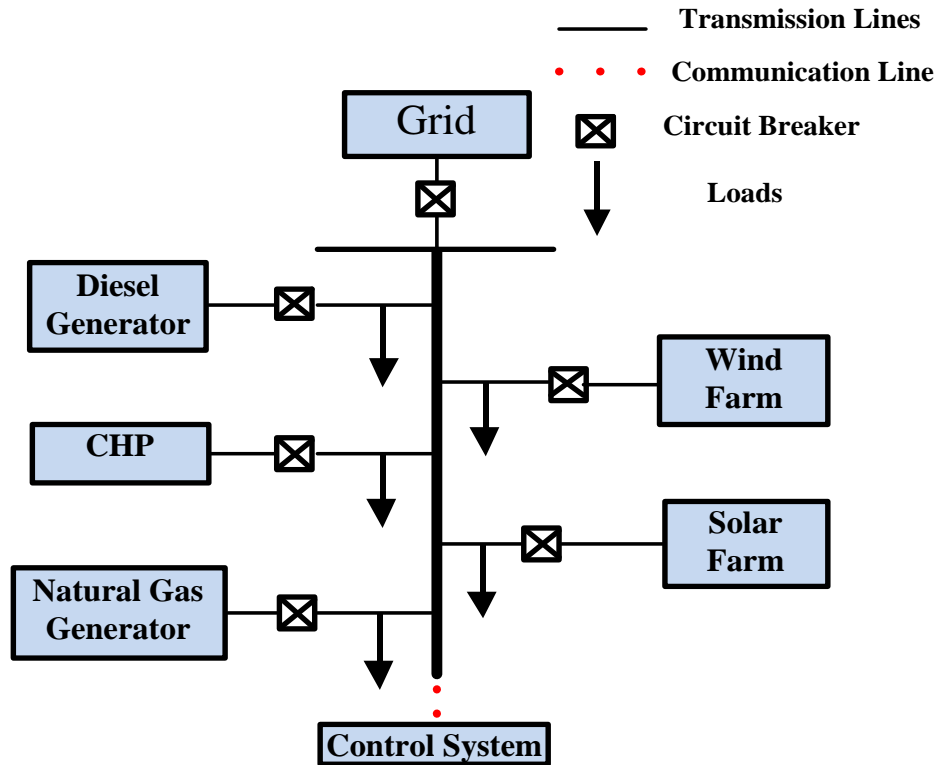 Transmission Lines
Communication Line
Grid
Circuit Breaker
Loads
Diesel
Generator
Wind
Farm
CHP
Solar
Farm
Natural Gas
Generator
Control System